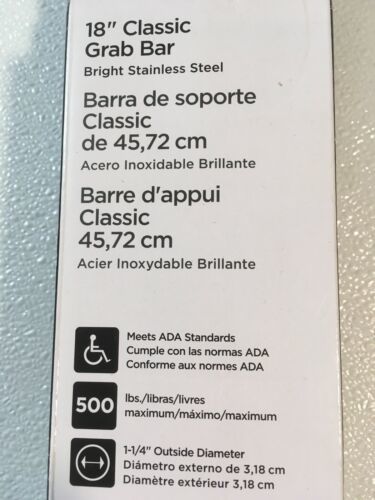 18" Classic
Grab Bar
Bright Stainless Steel
Barra de soporte
Classic
de 45,72 cm
Acero Inoxidable Brillante
Barre d'appui
Classic
45,72 cm
Acier Inoxydable Brillante
Meets ADA Standards
Cumple con las normas ADA
Conforme aux normes ADA
500
lbs./libras/livres
maximum/máximo/maximum
1-1/4" Outside Diameter
Diámetro externo de 3,18 cm
Diamètre extérieur 3,18 cm